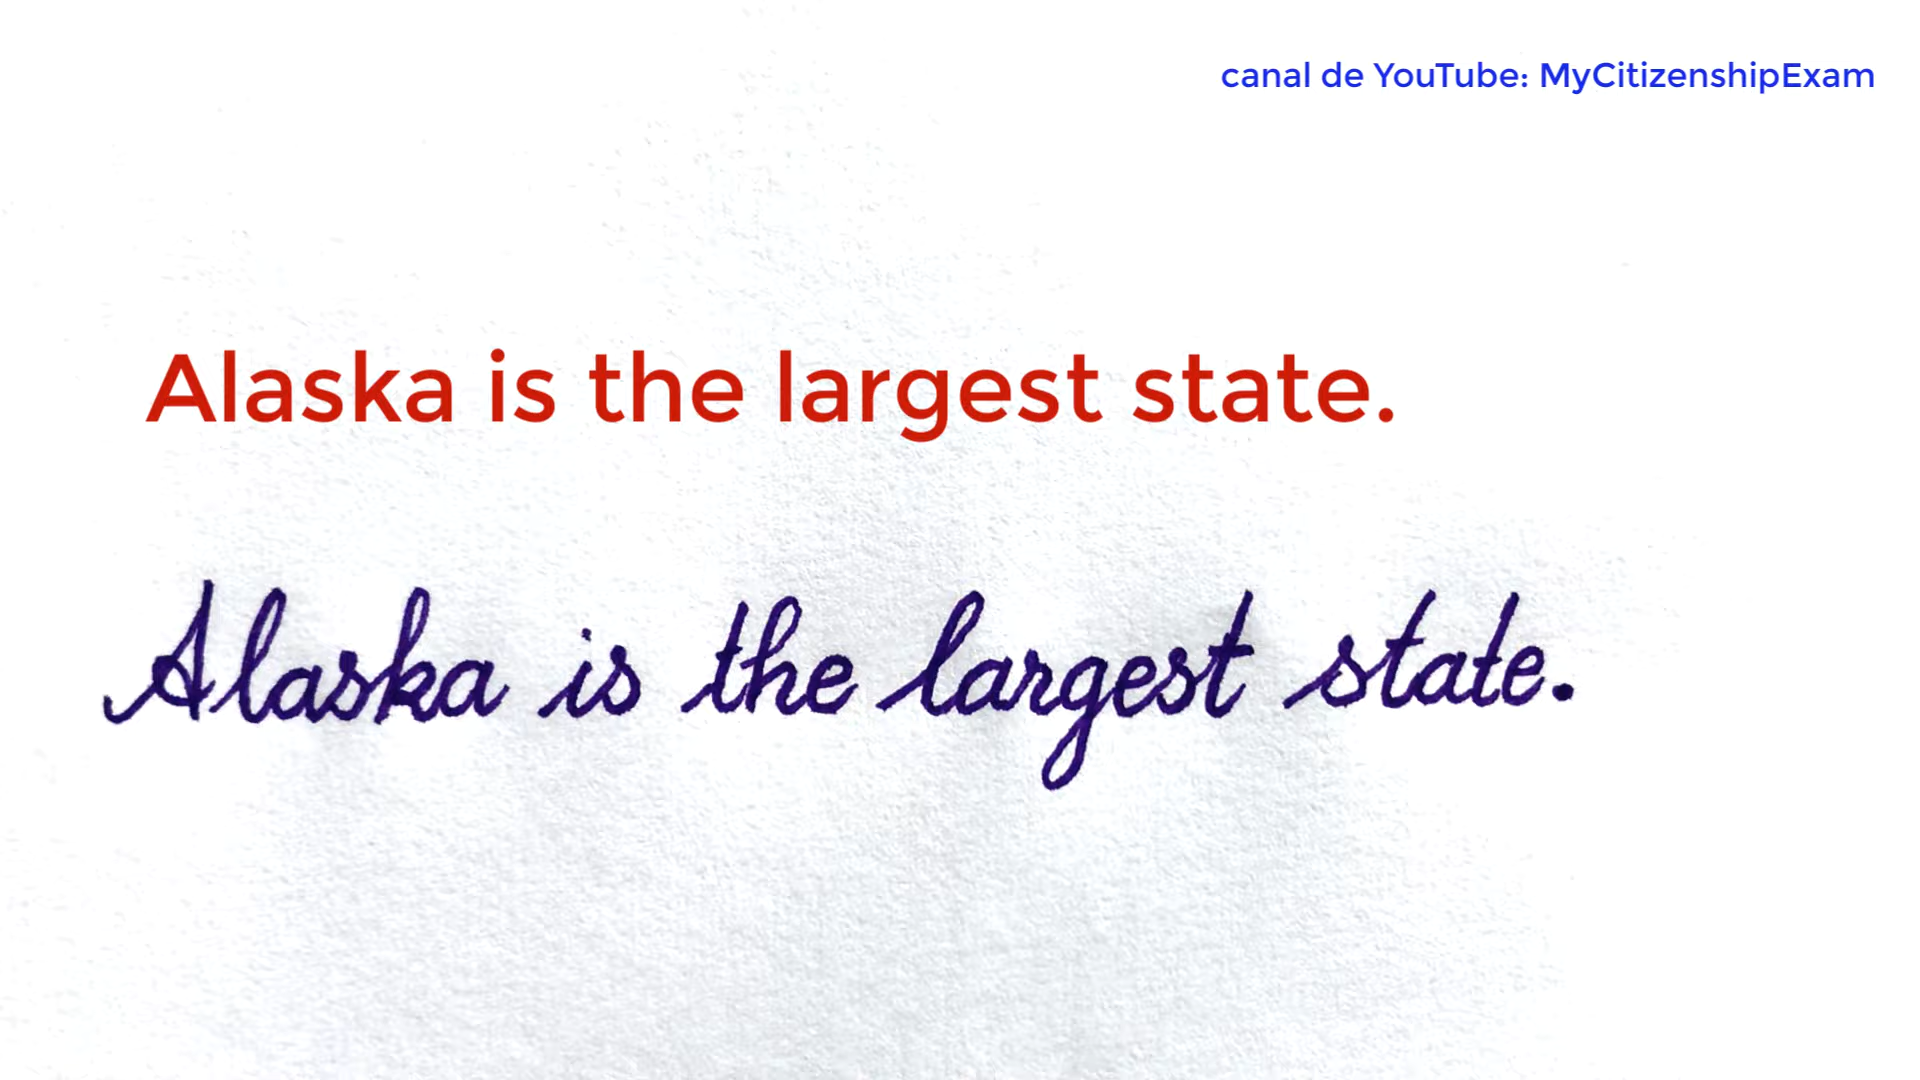 canal de YouTube: MyCitizenshipExam
Alaska is the largest state.
Alaska is the largest state.